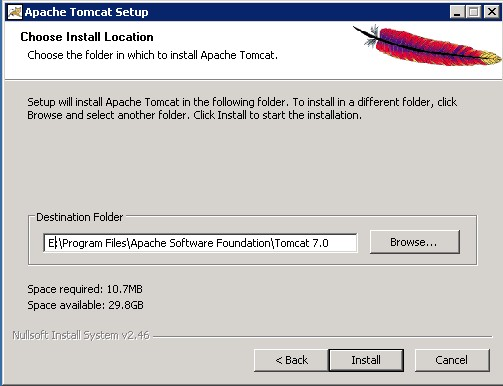 Apache Tomcat Setup
Choose Install Location
Choose the folder in which to install Apache Tomcat.
Setup will install Apache Tomcat in the following folder. To install in a different folder, click
Browse and select another folder. Click Install to start the installation.
Destination Folder
E:\Program Files\Apache Software Foundation\Tomcat 7.0
Browse...
Space required: 10.7MB
Space available: 29.8GB
Nullsoft Install System v2.46
< Back
Install
Cancel